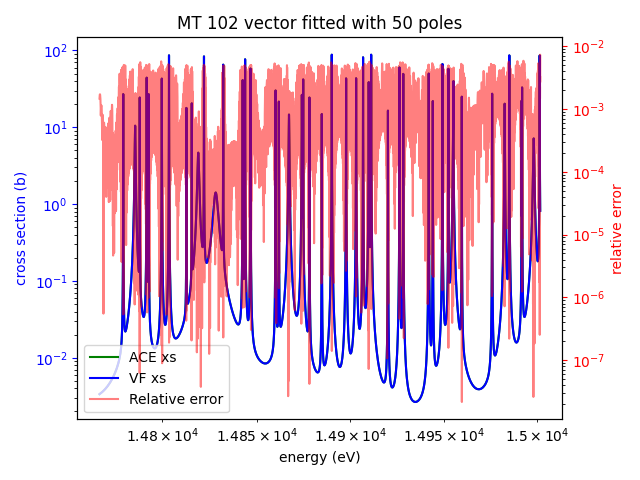 MT 102 vector fitted with 50 poles
10²
10¹
10⁰
10⁻¹
10⁻²
cross section (b)
10⁻²
10⁻³
10⁻⁴
10⁻⁵
10⁻⁶
10⁻⁷
relative error
ACE xs
VF xs
Relative error
1.48 × 10⁴ 1.485 × 10⁴ 1.49 × 10⁴ 1.495 × 10⁴ 1.5 × 10⁴
energy (eV)